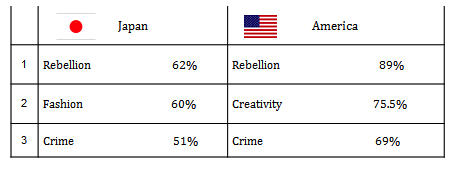 Japan America
1 Rebellion 62% Rebellion 89%
2 Fashion 60% Creativity 75.5%
3 Crime 51% Crime 69%